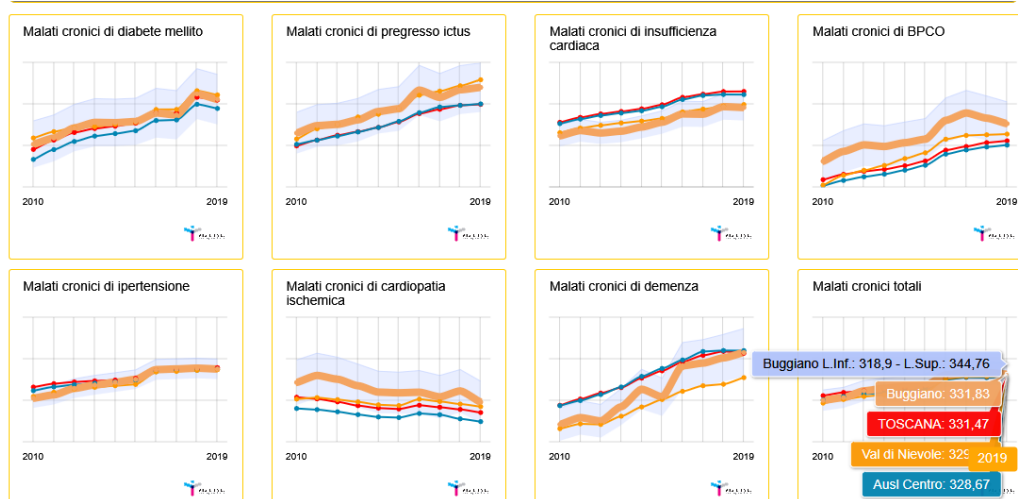 Malati cronici di diabete mellito
2010
2019
Malati cronici di pregresso ictus
2010
2019
Malati cronici di insufficienza
cardiaca
2010
2019
Malati cronici di BPCO
2010
2019
Malati cronici di ipertensione
2010
2019
Malati cronici di cardiopatia
ischemica
2010
2019
Malati cronici di demenza
2010
2019
Malati cronici totali
Buggiano L.Inf.: 318,9 - L.Sup.: 344,76
Buggiano: 331,83
TOSCANA: 331,47
Val di Nievole: 329
2019
2010
Ausl Centro: 328,67